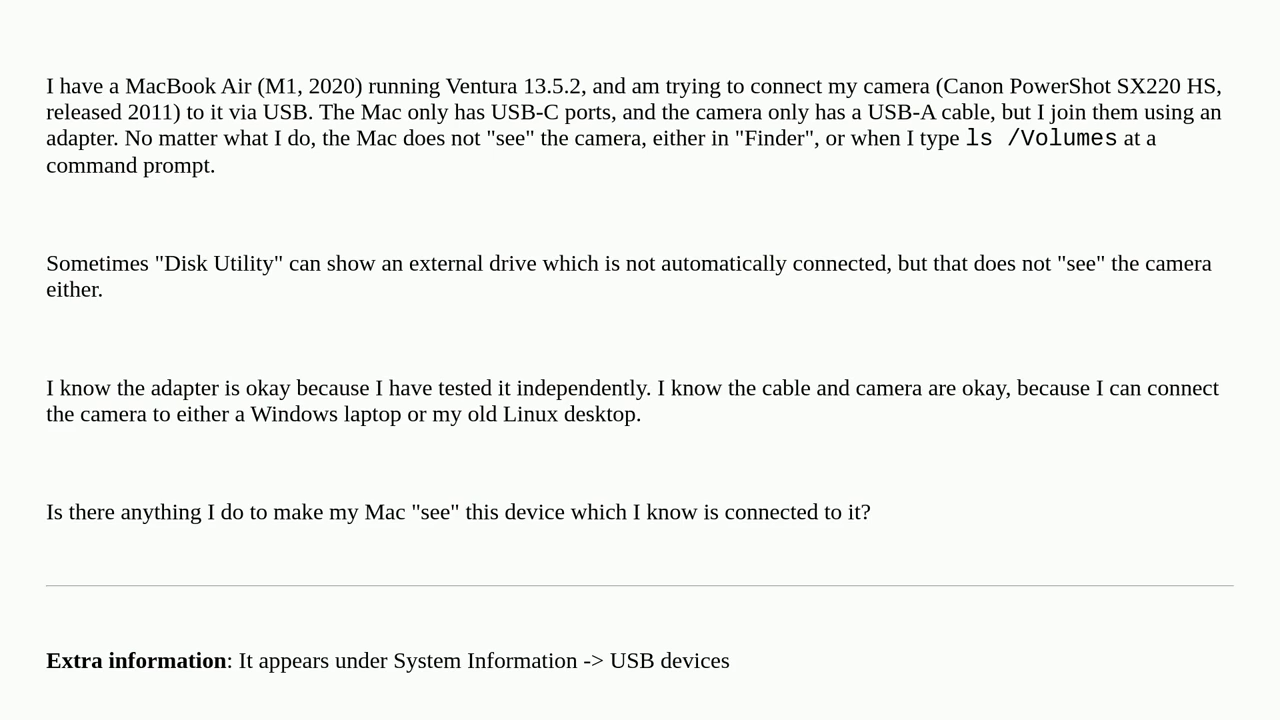 I have a MacBook Air (M1, 2020) running Ventura 13.5.2, and am trying to connect my camera (Canon PowerShot SX220 HS,
released 2011) to it via USB. The Mac only has USB-C ports, and the camera only has a USB-A cable, but I join them using an
adapter. No matter what I do, the Mac does not "see" the camera, either in "Finder", or when I type ls /Volumes at a
command prompt.
Sometimes "Disk Utility" can show an external drive which is not automatically connected, but that does not "see" the camera
either.
I know the adapter is okay because I have tested it independently. I know the cable and camera are okay, because I can connect
the camera to either a Windows laptop or my old Linux desktop.
Is there anything I do to make my Mac "see" this device which I know is connected to it?
Extra information: It appears under System Information -> USB devices